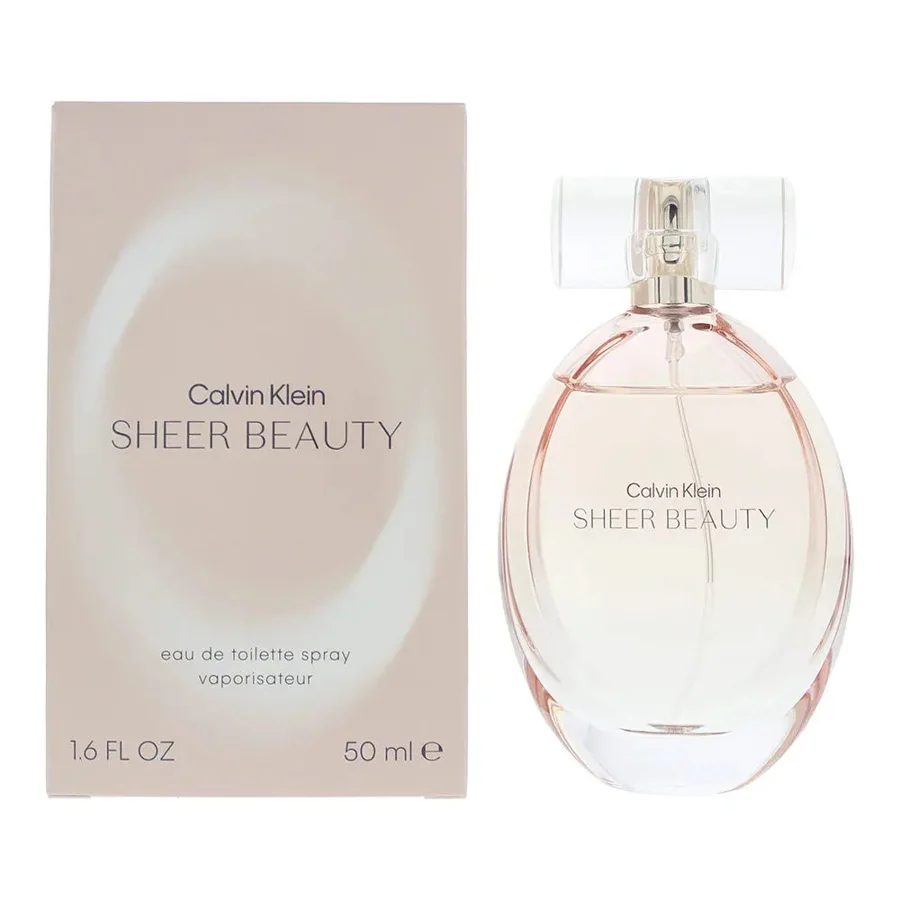 Calvin Klein
SHEER BEAUTY
eau de toilette spray
vaporisateur
1.6 FL OZ 50 ml ℮
Calvin Klein
SHEER BEAUTY